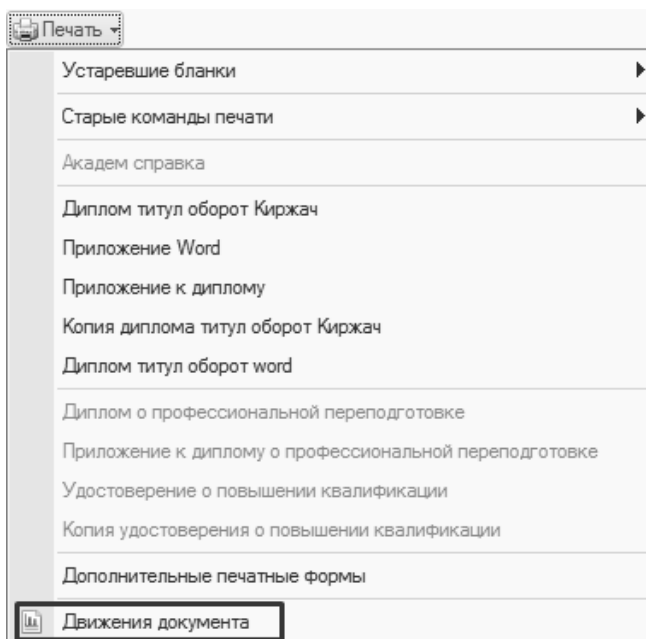 Печать
Устаревшие бланки
Старые команды печати
Академ справка
Диплом титул оборот Киржач
Приложение Word
Приложение к диплому
Копия диплома титул оборот Киржач
Диплом титул оборот word
Диплом о профессиональной переподготовке
Приложение к диплому о профессиональной переподготовке
Удостоверение о повышении квалификации
Копия удостоверения о повышении квалификации
Дополнительные печатные формы
Движения документа